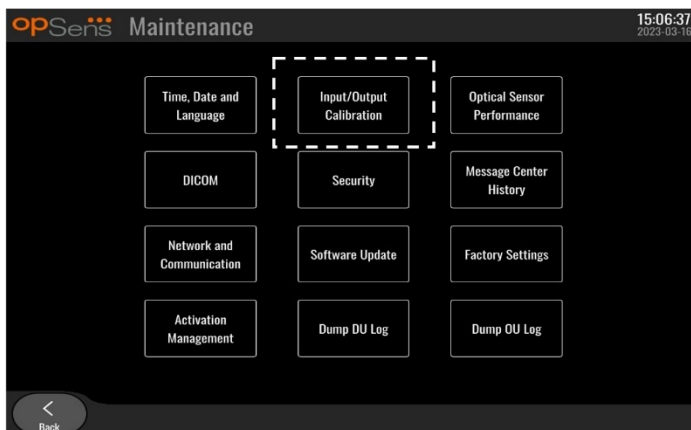 opSens Maintenance
15:06:37
2023-03-16
Time, Date and
Language
Input/Output
Calibration
Optical Sensor
Performance
DICOM
Security
Message Center
History
Network and
Communication
Software Update
Factory Settings
Activation
Management
Dump DU Log
Dump OU Log
Back